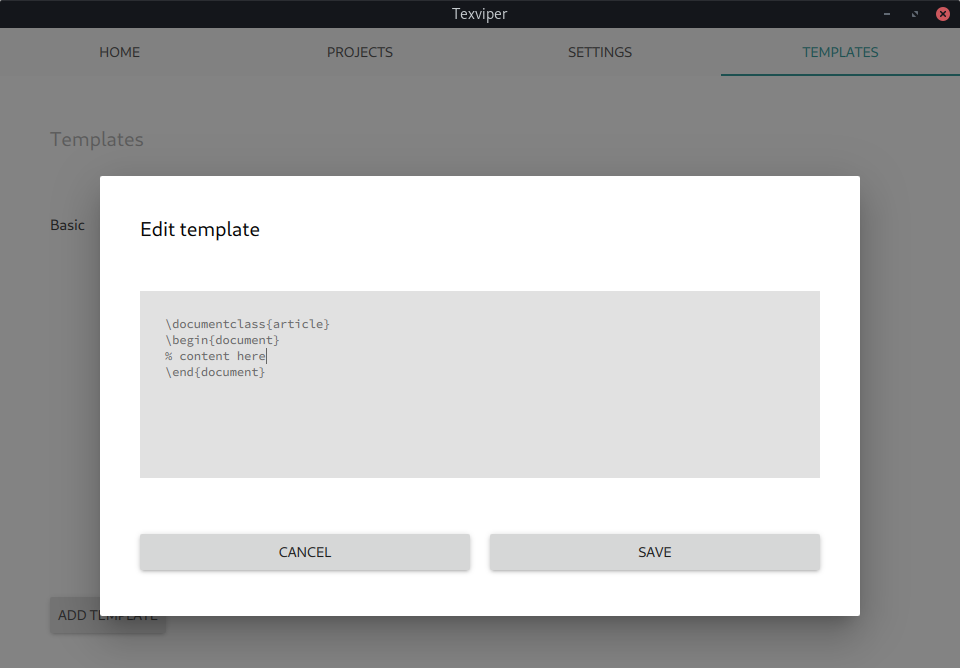 Texviper
HOME PROJECTS SETTINGS TEMPLATES
Templates
Basic
Edit template
\documentclass{article}
\begin{document}
% content here
\end{document}
CANCEL SAVE
ADD TEMPLATE